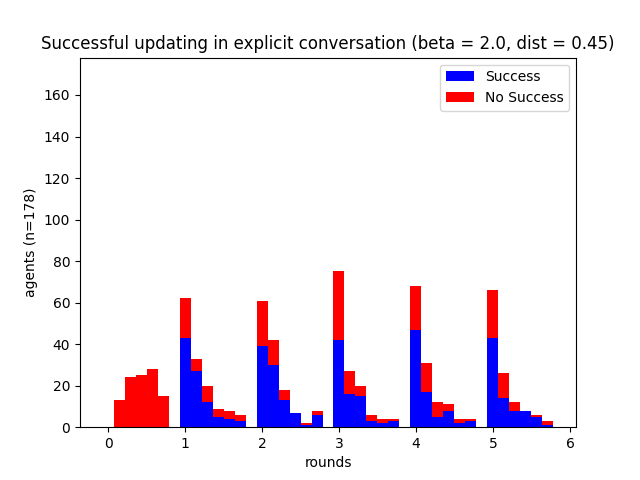 Successful updating in explicit conversation (beta = 2.0, dist = 0.45)
Success
No Success
agents (n=178)
160
140
120
100
80
60
40
20
0
0 1 2 3 4 5 6
rounds